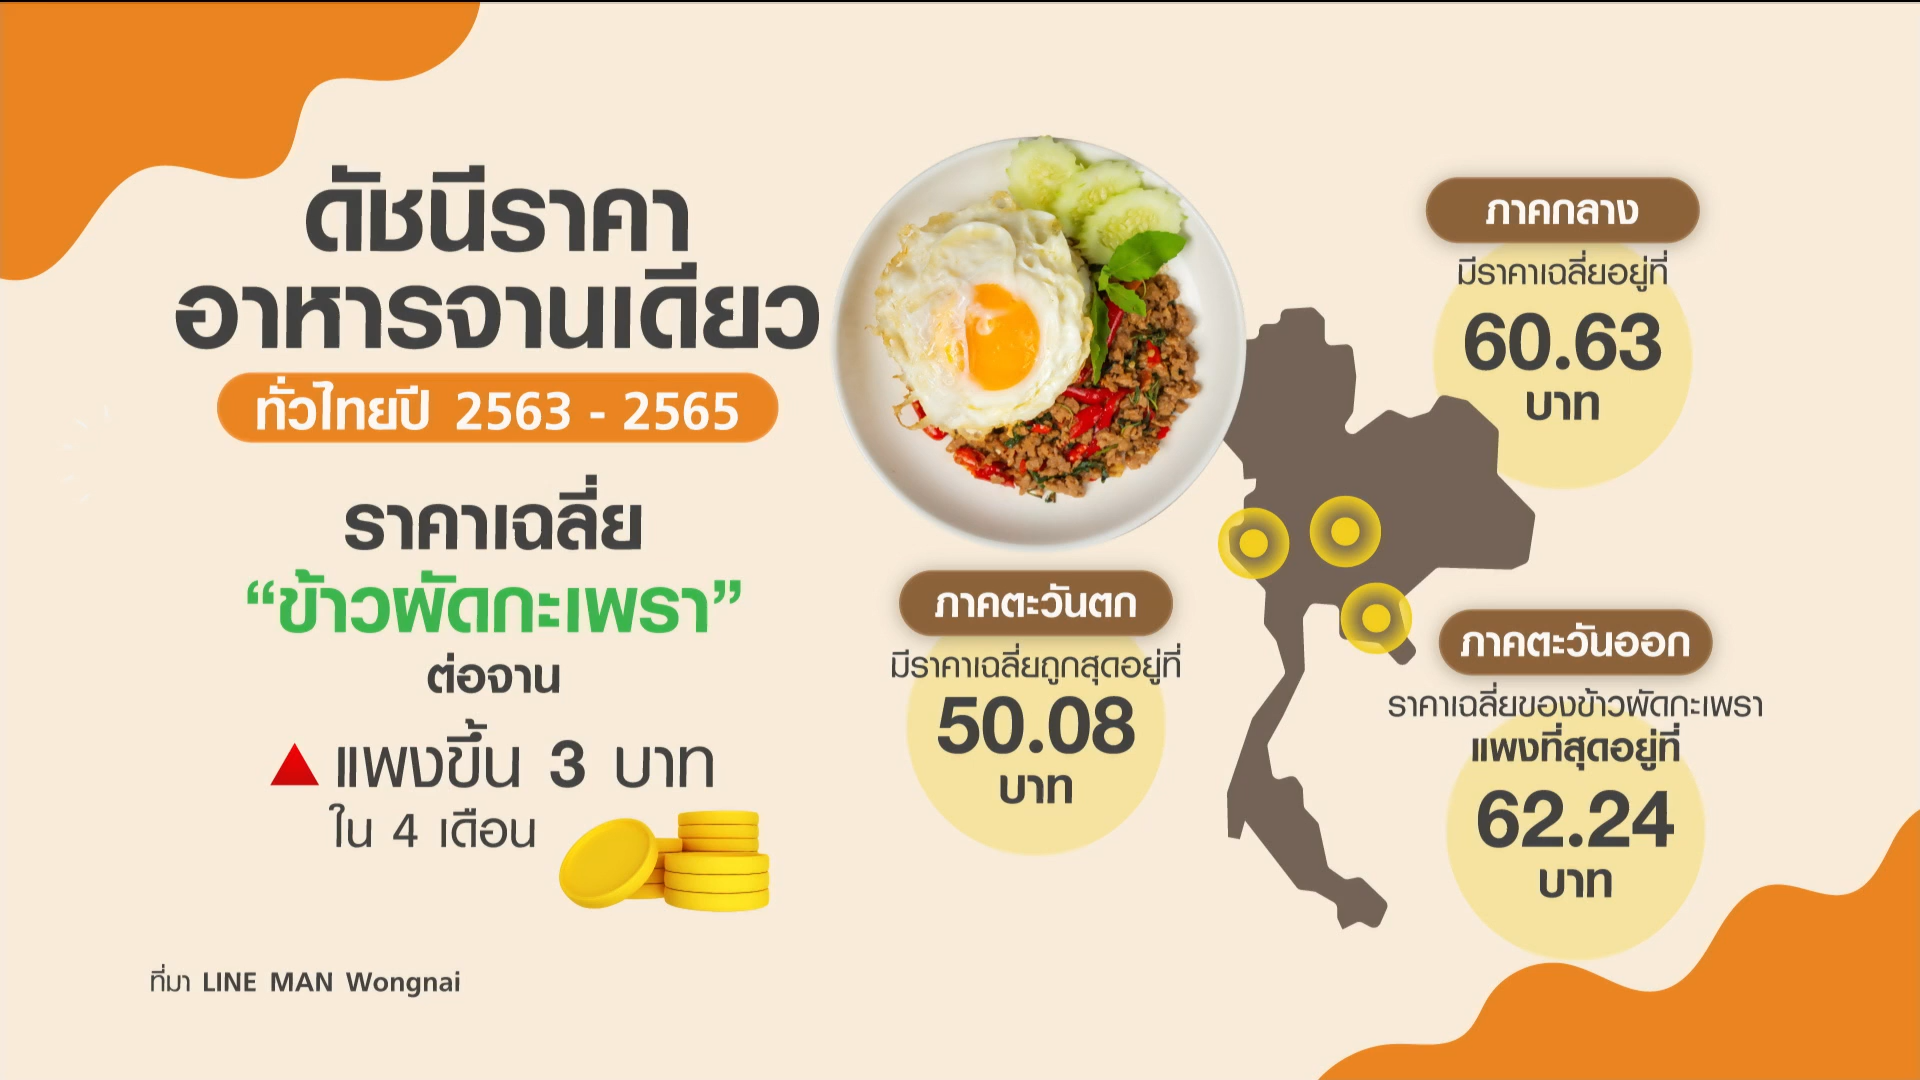 ดัชนีราคา
อาหารจานเดียว
ทั่วไทยปี 2563 - 2565
ราคาเฉลี่ย
“ข้าวผัดกะเพรา”
ต่อจาน
แพงขึ้น 3 บาท
ใน 4 เดือน
ที่มา LINE MAN Wongnai
ภาคตะวันตก
มีราคาเฉลี่ยถูกสุดอยู่ที่
50.08
บาท
ภาคกลาง
มีราคาเฉลี่ยอยู่ที่
60.63
บาท
ภาคตะวันออก
ราคาเฉลี่ยของข้าวผัดกะเพรา
แพงที่สุดอยู่ที่
62.24
บาท